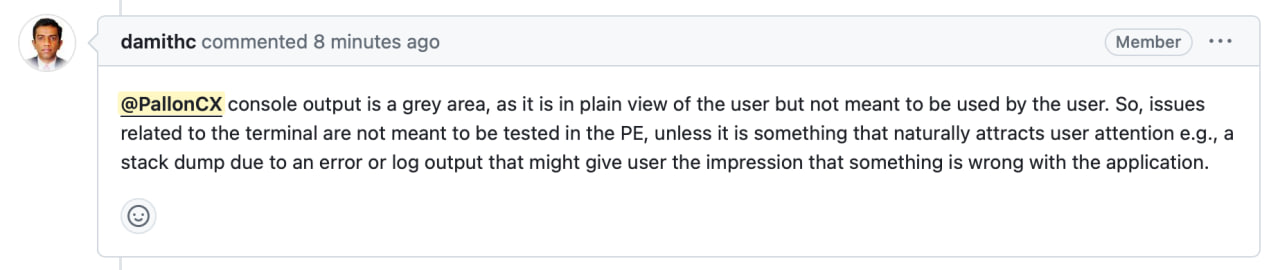 damithc commented 8 minutes ago Member ...
@PallonCX console output is a grey area, as it is in plain view of the user but not meant to be used by the user. So, issues
related to the terminal are not meant to be tested in the PE, unless it is something that naturally attracts user attention e.g., a
stack dump due to an error or log output that might give user the impression that something is wrong with the application.